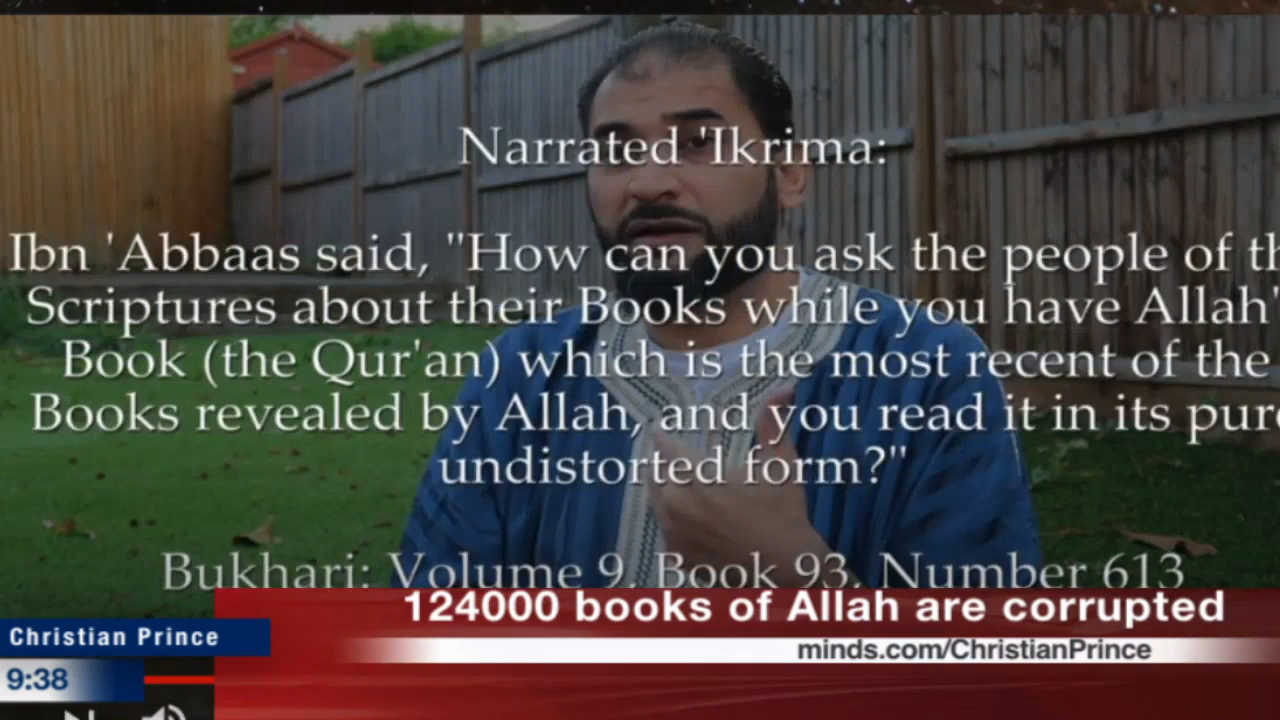 Narrated 'Ikrima:
Ibn 'Abbaas said, "How can you ask the people of
Scriptures about their Books while you have Allah'
Book (the Qur'an) which is the most recent of the
Books revealed by Allah, and you read it in its
undistorted form?"
Bukhari: Volume 9, Book 93, Number 613
124000 books of Allah are corrupted
Christian Prince
minds.com/ChristianPrince
9:38